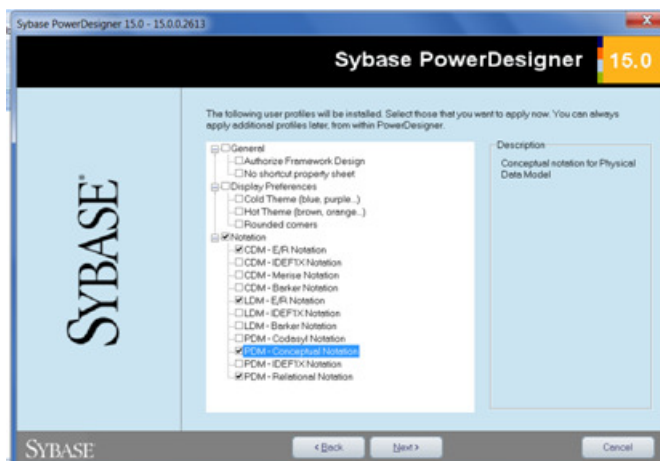 Sybase PowerDesigner 15.0 - 15.0.0.2613
Sybase PowerDesigner 15.0
The following user profiles will be installed. Select those that you want to apply now. You can always
apply additional profiles later, from within PowerDesigner.
General
Authorize Framework Design
No shortcut property sheet
Display Preferences
Cold Theme (blue, purple...)
Hot Theme (brown, orange...)
Rounded corners
Notation
CDM - E/R Notation
CDM - IDEF1X Notation
CDM - Merise Notation
CDM - Barker Notation
LDM - E/R Notation
LDM - IDEF1X Notation
LDM - Barker Notation
PDM - Codasyl Notation
PDM - Conceptual Notation
PDM - IDEF1X Notation
PDM - Relational Notation
Description
Conceptual notation for Physical
Data Model
SYBASE
SYBASE
< Back
Next >
Cancel